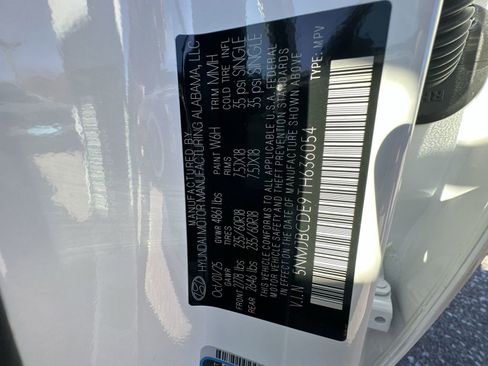 MANUFACTURED BY
HYUNDAI MOTOR MANUFACTURING ALABAMA, LLC
Oct/01/25 GVWR 4861 lbs PAINT W6H TRIM MMH
TIRES RIMS COLD TIRE INFL
FRONT 2778 lbs 235/60R18 7.5JX18 35 psi SINGLE
REAR 2646 lbs 235/60R18 7.5JX18 35 psi SINGLE
THIS VEHICLE CONFORMS TO ALL APPLICABLE U.S.A. FEDERAL
MOTOR VEHICLE SAFETY AND THEFT PREVENTION STANDARDS
IN EFFECT ON THE DATE OF MANUFACTURE SHOWN ABOVE.
V.I.N 5NMJBCDE9TH636054 TYPE: MPV